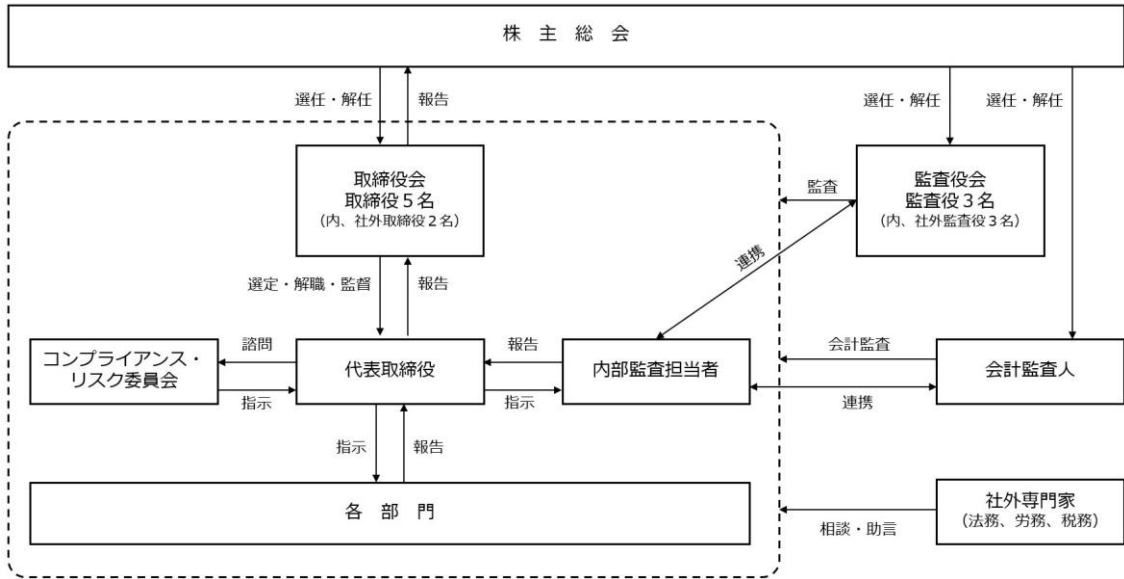 株 主 総 会
選任・解任
報告
選任・解任
選任・解任
取締役会
取締役5名
(内、社外取締役2名)
監査
監査役会
監査役3名
(内、社外監査役3名)
連携
選定・解職・監督
報告
コンプライアンス・
リスク委員会
諮問
指示
代表取締役
報告
指示
内部監査担当者
会計監査
連携
会計監査人
指示
報告
各 部 門
相談・助言
社外専門家
(法務、労務、税務)